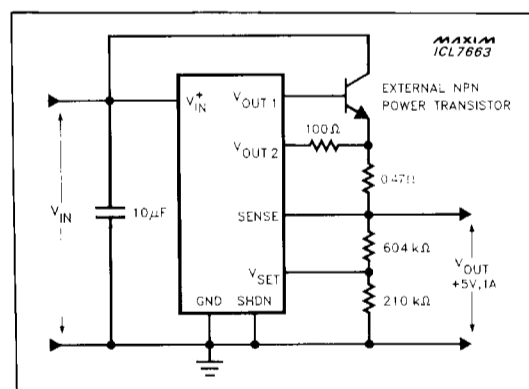 MAXIM
ICL7663
EXTERNAL NPN
POWER TRANSISTOR
V+IN
VOUT 1
100Ω
VOUT 2
0.47Ω
VIN
10µF
SENSE
604 kΩ
VOUT
+5V, 1A
VSET
210 kΩ
GND
SHDN